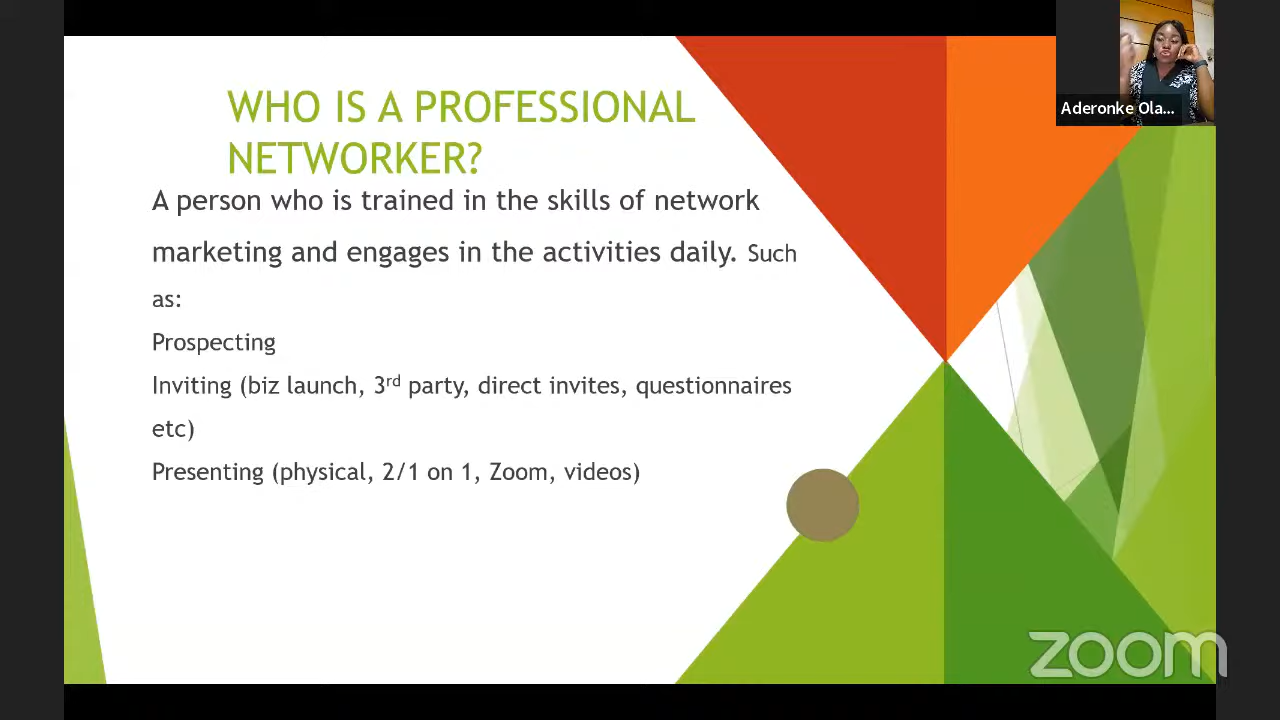 WHO IS A PROFESSIONAL
NETWORKER?
A person who is trained in the skills of network
marketing and engages in the activities daily. Such
as:
Prospecting
Inviting (biz launch, 3rd party, direct invites, questionnaires
etc)
Presenting (physical, 2/1 on 1, Zoom, videos)
Aderonke Ola...
zoom